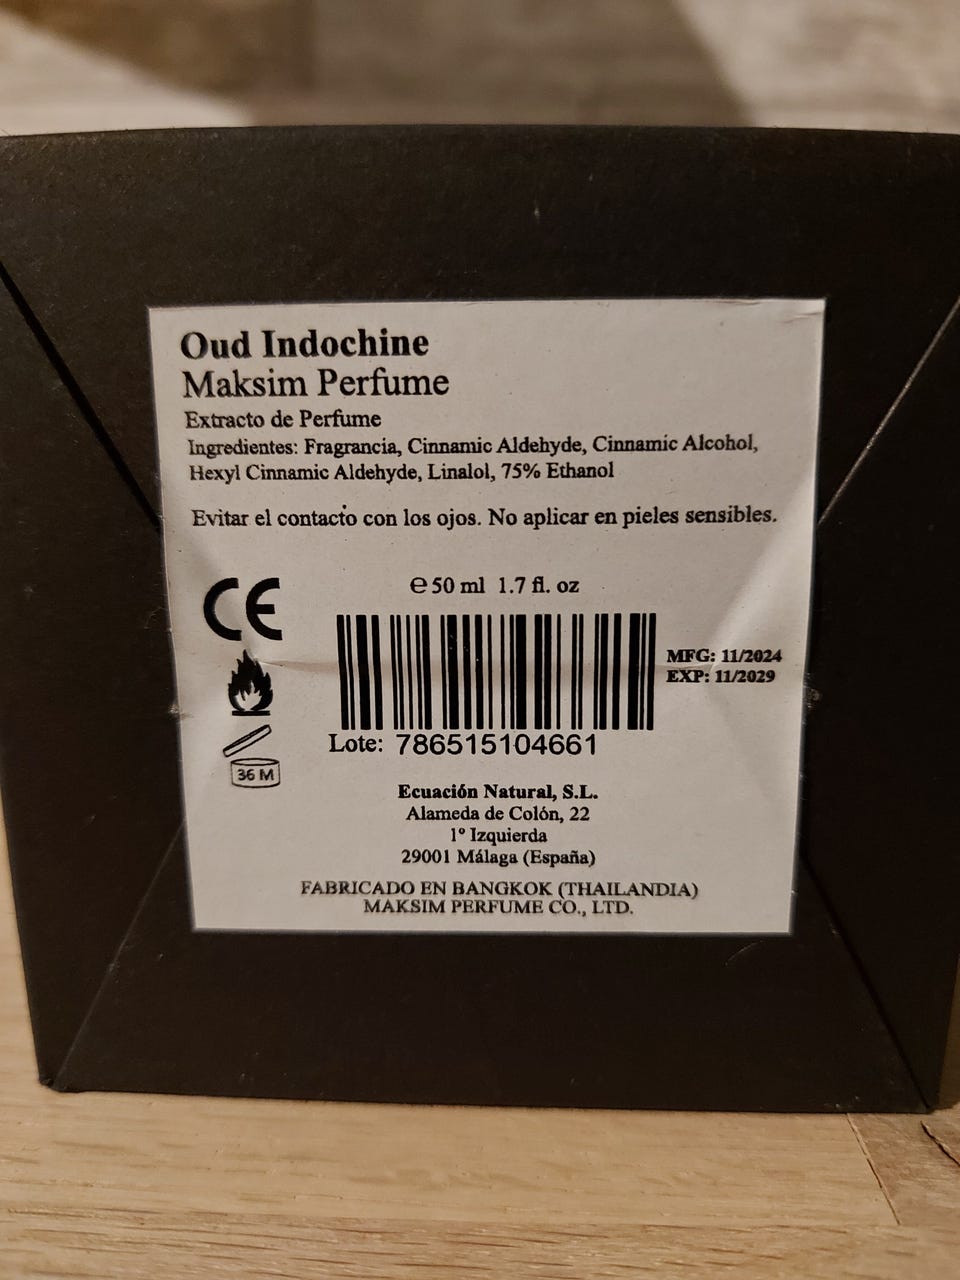 Oud Indochine
Maksim Perfume
Extracto de Perfume
Ingredientes: Fragrancia, Cinnamic Aldehyde, Cinnamic Alcohol,
Hexyl Cinnamic Aldehyde, Linalol, 75% Ethanol
Evitar el contacto con los ojos. No aplicar en pieles sensibles.
CE
℮ 50 ml 1.7 fl. oz
MFG: 11/2024
EXP: 11/2029
36 M
Lote: 786515104661
Ecuación Natural, S.L.
Alameda de Colón, 22
1º Izquierda
29001 Málaga (España)
FABRICADO EN BANGKOK (THAILANDIA)
MAKSIM PERFUME CO., LTD.